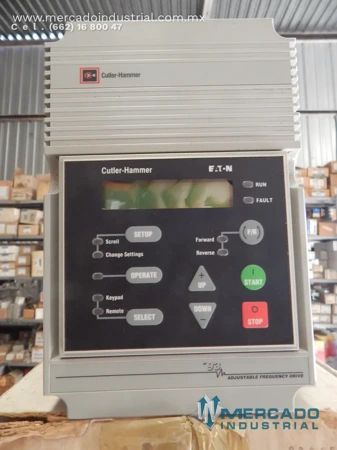 www.mercadoindustrial.com.mx
Cel. (662) 16 800 47
Cutler-Hammer
Cutler-Hammer
EATON
RUN
FAULT
SETUP
Scroll
Change Settings
Forward
Reverse
F/R
OPERATE
UP
START
Keypad
Remote
SELECT
DOWN
STOP
ADJUSTABLE FREQUENCY DRIVE
MERCADO
INDUSTRIAL